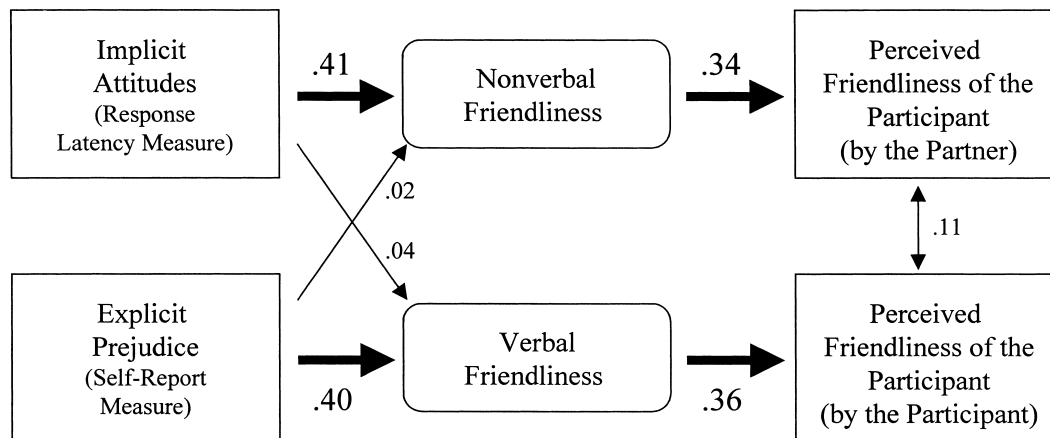 Implicit
Attitudes
(Response
Latency Measure)
.41
Nonverbal
Friendliness
.34
Perceived
Friendliness of the
Participant
(by the Partner)
.02
.04
.11
Explicit
Prejudice
(Self-Report
Measure)
.40
Verbal
Friendliness
.36
Perceived
Friendliness of the
Participant
(by the Participant)